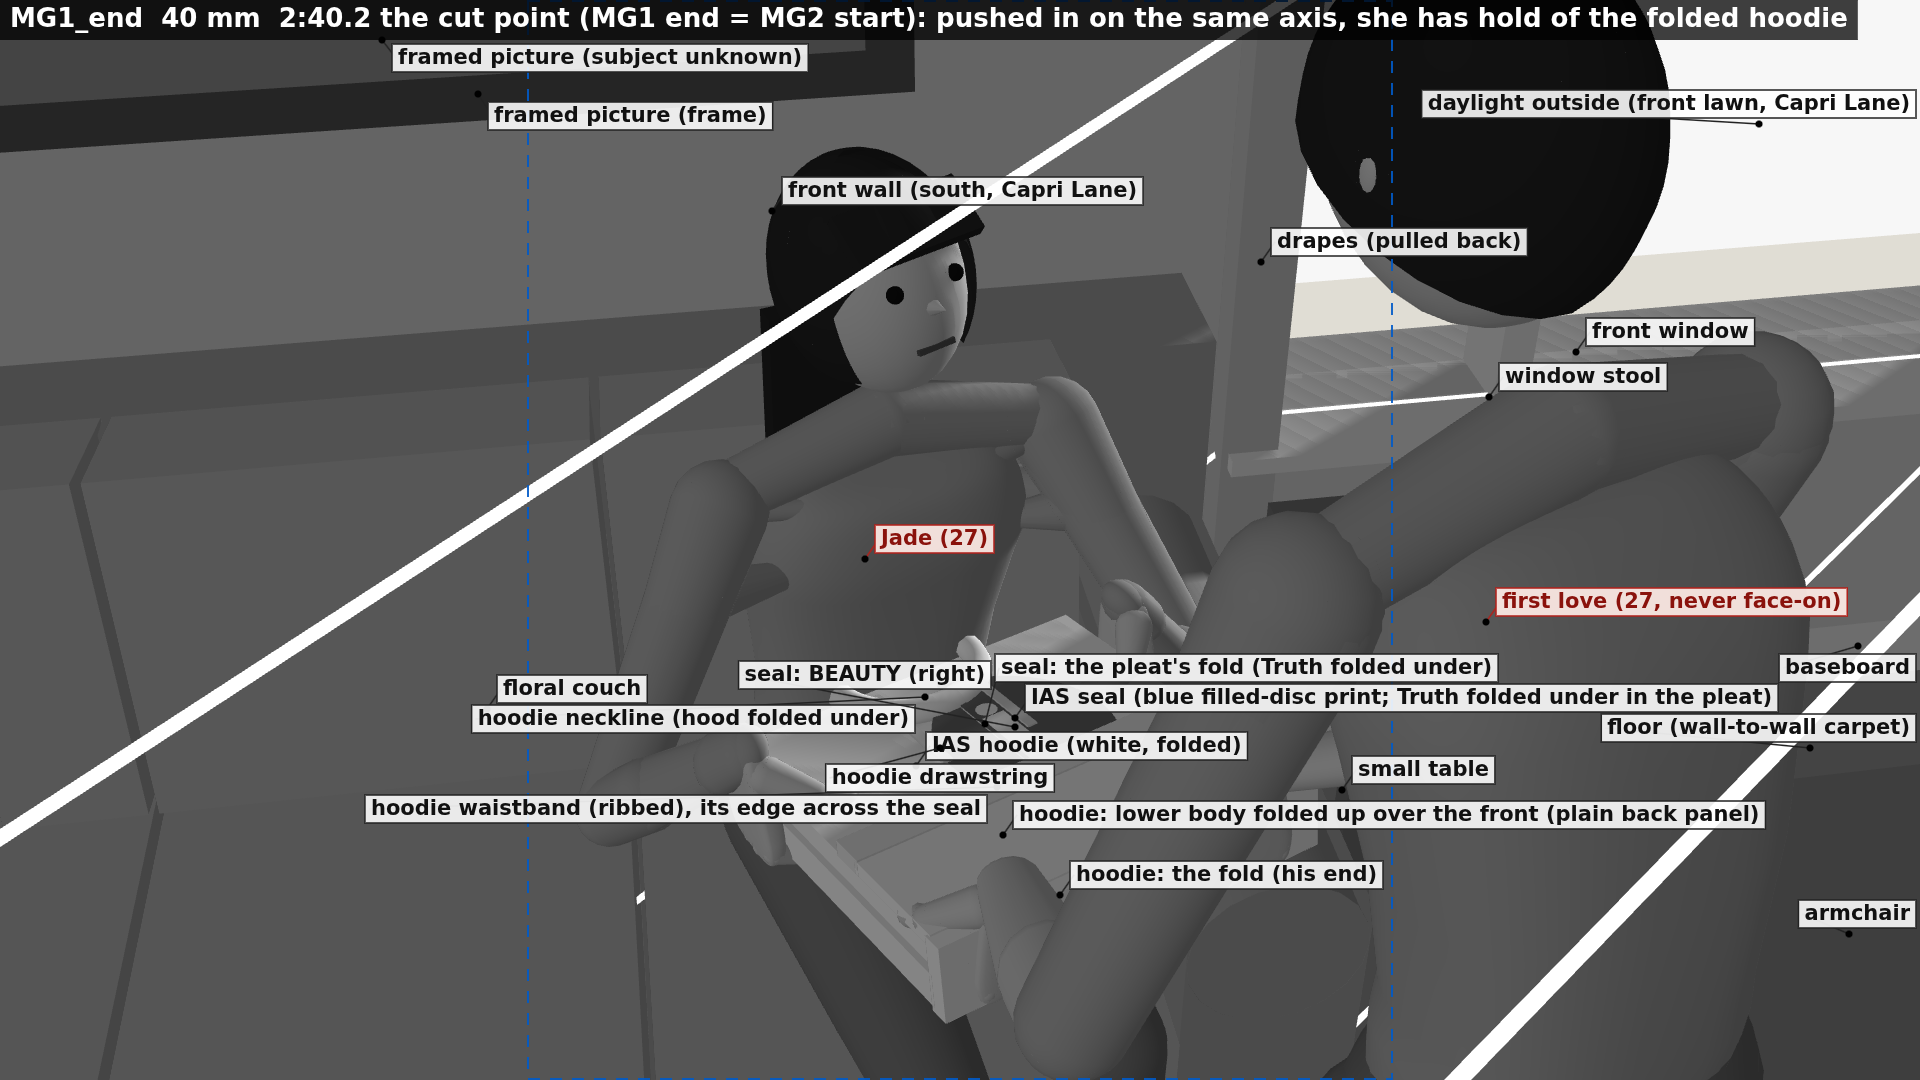 MG1_end 40 mm 2:40.2 the cut point (MG1 end = MG2 start): pushed in on the same axis, she has hold of the folded hoodie
framed picture (subject unknown)
daylight outside (front lawn, Capri Lane)
framed picture (frame)
front wall (south, Capri Lane)
drapes (pulled back)
front window
window stool
Jade (27)
first love (27, never face-on)
seal: BEAUTY (right)
seal: the pleat's fold (Truth folded under)
baseboard
floral couch
IAS seal (blue filled-disc print; Truth folded under in the pleat)
hoodie neckline (hood folded under)
floor (wall-to-wall carpet)
IAS hoodie (white, folded)
small table
hoodie drawstring
hoodie waistband (ribbed), its edge across the seal
hoodie: lower body folded up over the front (plain back panel)
hoodie: the fold (his end)
armchair